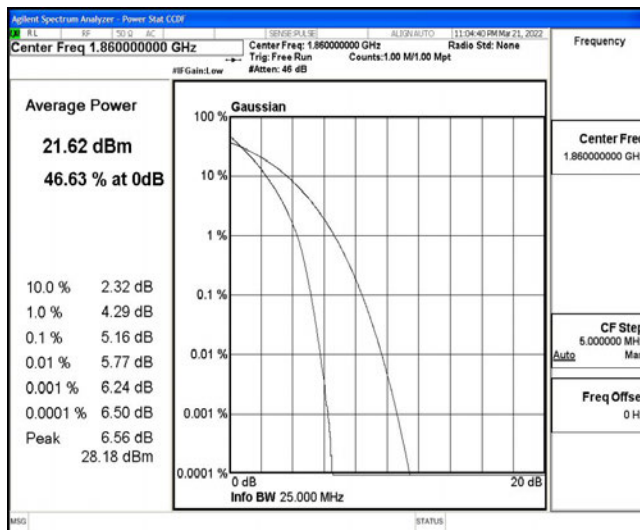 Agilent Spectrum Analyzer - Power Stat CCDF
RL RF 50 Ω AC SENSE:PULSE ALIGN AUTO 11:04:40 PM Mar 21, 2022
Center Freq 1.860000000 GHz
Center Freq: 1.860000000 GHz Radio Std: None
Trig: Free Run Counts:1.00 M/1.00 Mpt
#IFGain:Low #Atten: 46 dB
Frequency
Average Power
21.62 dBm
46.63 % at 0dB
10.0 % 2.32 dB
1.0 % 4.29 dB
0.1 % 5.16 dB
0.01 % 5.77 dB
0.001 % 6.24 dB
0.0001 % 6.50 dB
Peak 6.56 dB
28.18 dBm
Gaussian
100 %
10 %
1 %
0.1 %
0.01 %
0.001 %
0.0001 %
0 dB 20 dB
Info BW 25.000 MHz
Center Fre
1.860000000 GH
CF Step
5.000000 MH
Auto Ma
Freq Offse
0 H
MSG STATUS